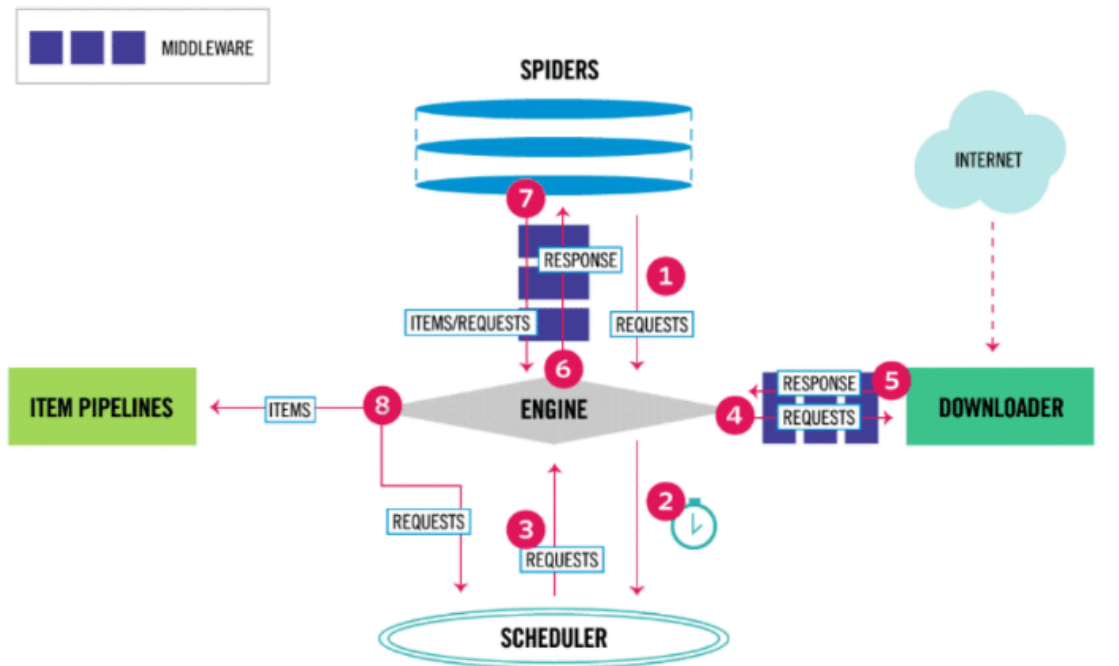 MIDDLEWARE
SPIDERS
INTERNET
7
RESPONSE
1
ITEMS/REQUESTS
REQUESTS
6
RESPONSE
5
ITEM PIPELINES
ITEMS
8
ENGINE
4
REQUESTS
DOWNLOADER
2
REQUESTS
3
REQUESTS
SCHEDULER